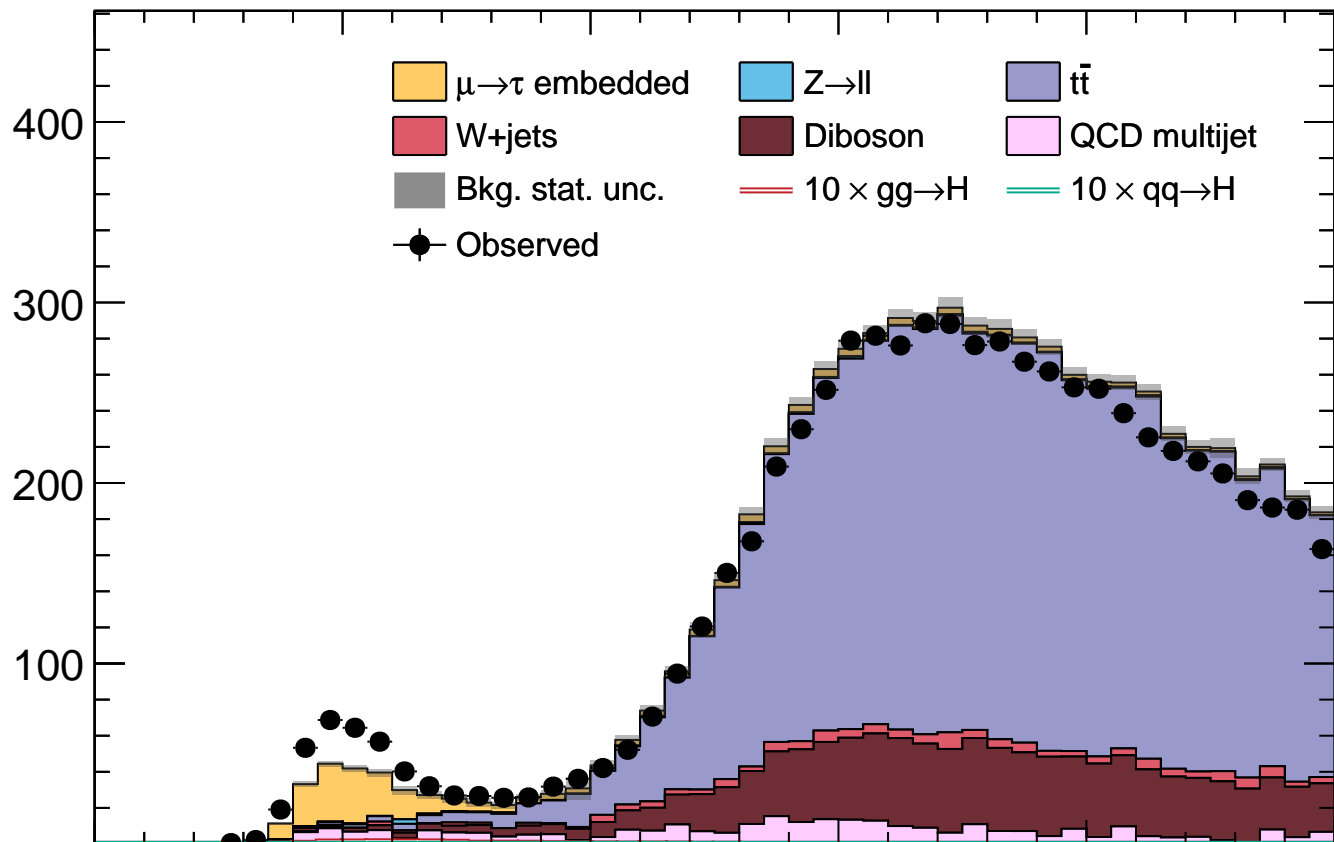 μ→τ embedded Z→ll tt̄
W+jets Diboson QCD multijet
Bkg. stat. unc. 10 × gg→H 10 × qq→H
Observed
400
300
200
100